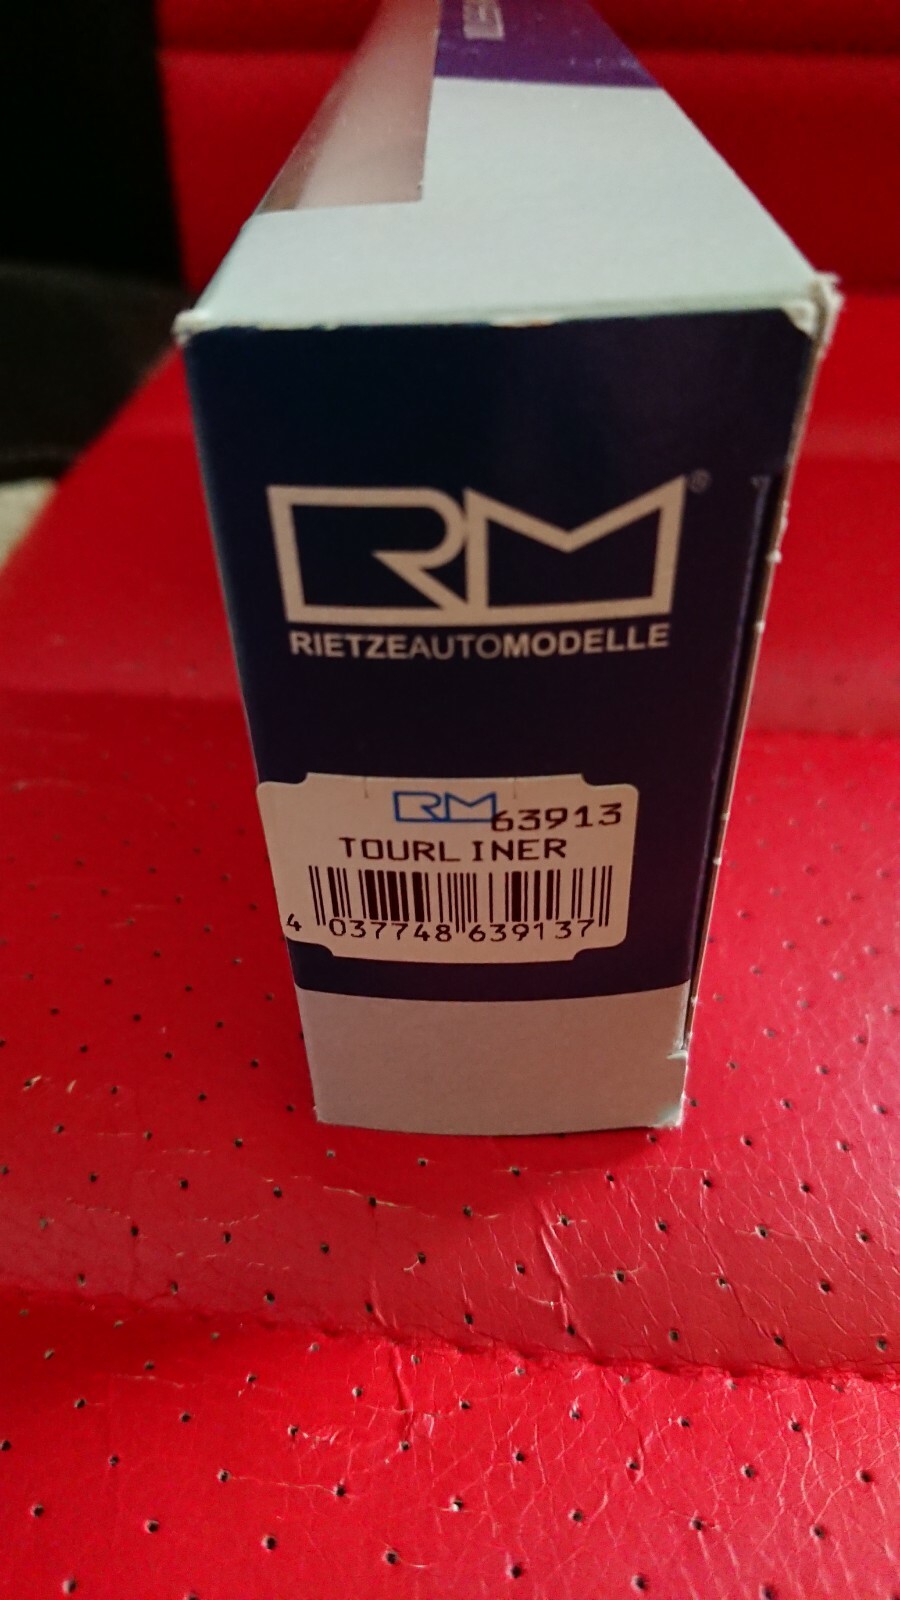 RM®
RIETZEAUTOMODELLE
RM 63913
TOURLINER
4 037748 639137